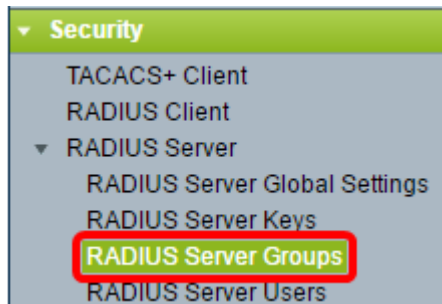 Security
TACACS+ Client
RADIUS Client
RADIUS Server
RADIUS Server Global Settings
RADIUS Server Keys
RADIUS Server Groups
RADIUS Server Users